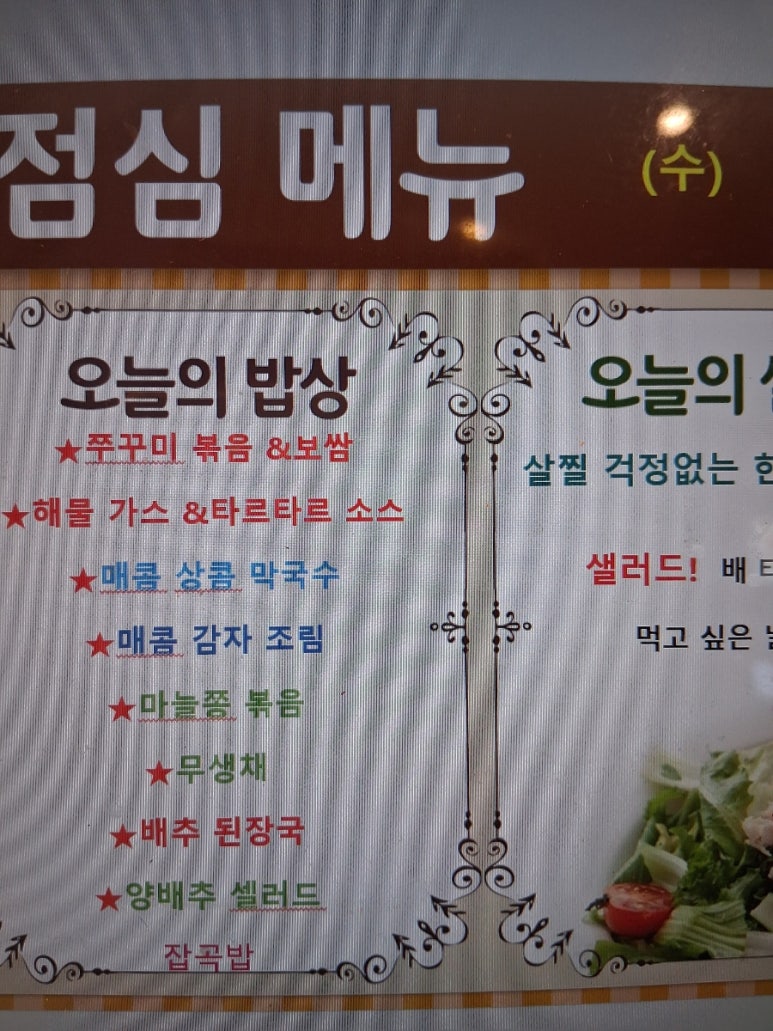 점심 메뉴 (수)
오늘의 밥상
★쭈꾸미 볶음 &보쌈
★해물 가스 &타르타르 소스
★매콤 상콤 막국수
★매콤 감자 조림
★마늘쫑 볶음
★무생채
★배추 된장국
★양배추 셀러드
잡곡밥
오늘의
살찔 걱정없는
샐러드! 배
먹고 싶은